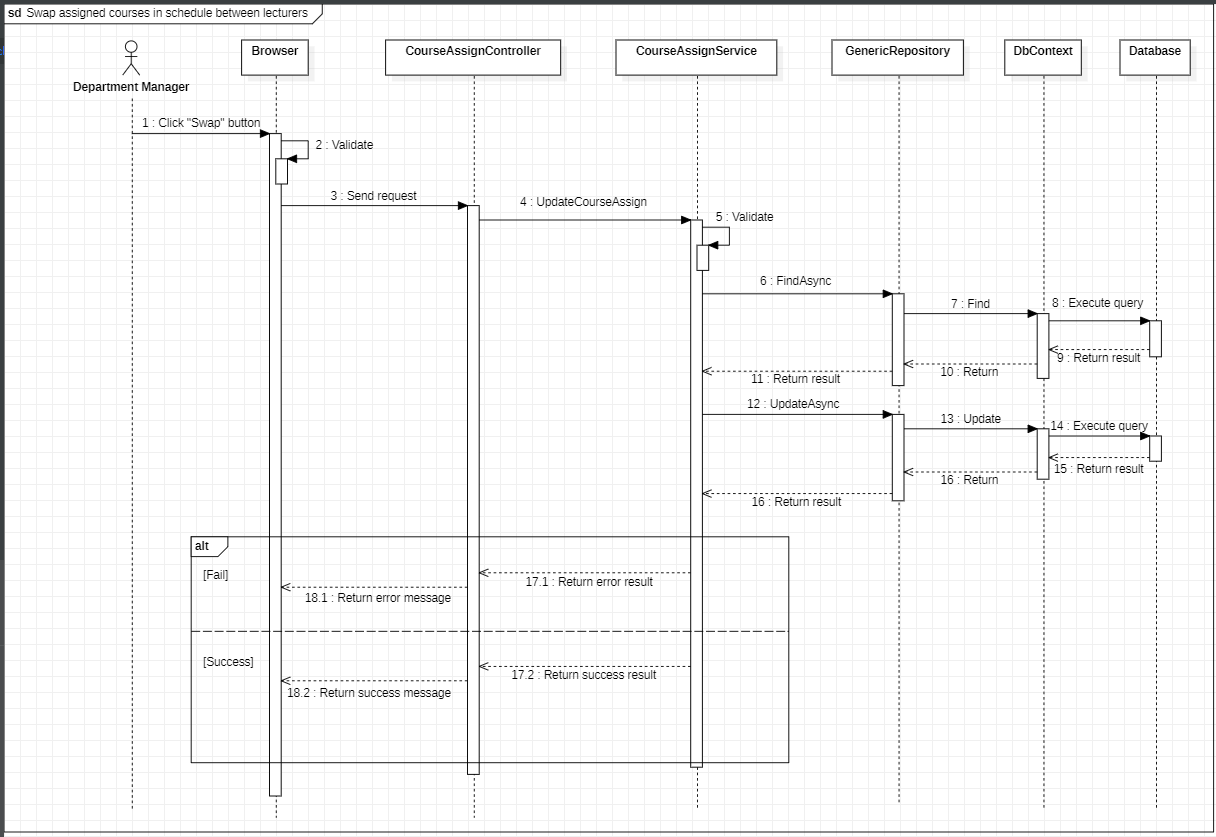 sd Swap assigned courses in schedule between lecturers
Department Manager
Browser
CourseAssignController
CourseAssignService
GenericRepository
DbContext
Database
1 : Click "Swap" button
2 : Validate
3 : Send request
4 : UpdateCourseAssign
5 : Validate
6 : FindAsync
7 : Find
8 : Execute query
9 : Return result
10 : Return
11 : Return result
12 : UpdateAsync
13 : Update
14 : Execute query
15 : Return result
16 : Return
16 : Return result
alt
[Fail]
17.1 : Return error result
18.1 : Return error message
[Success]
17.2 : Return success result
18.2 : Return success message